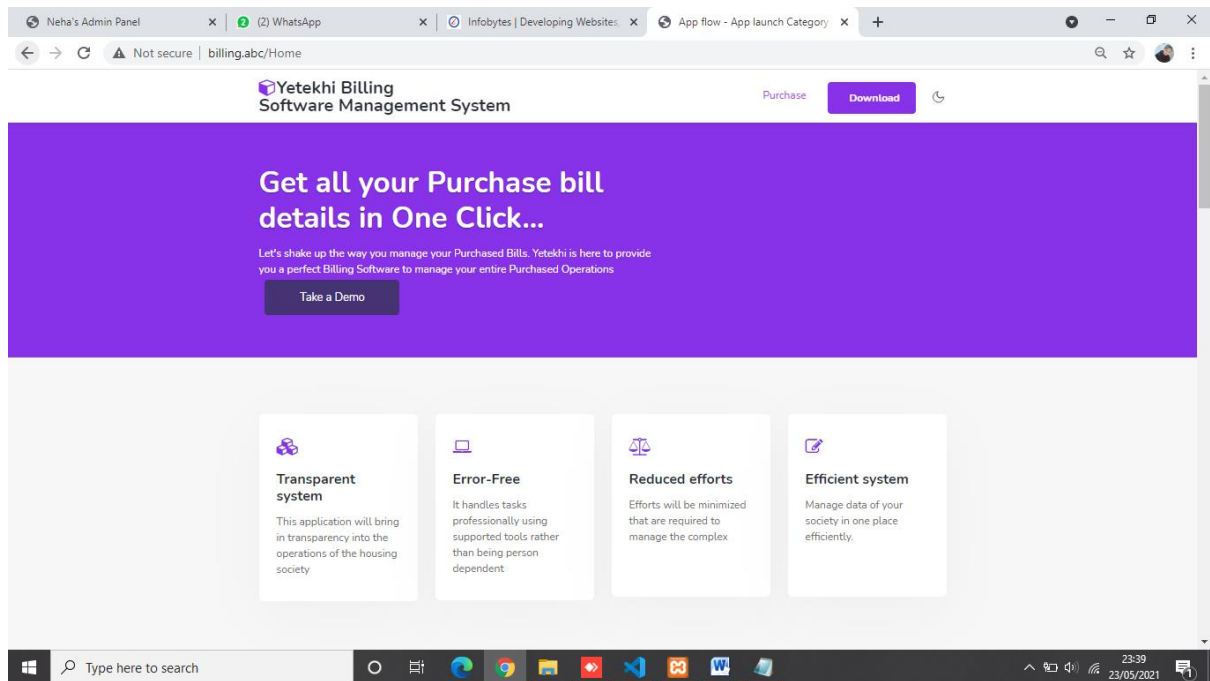 Neha's Admin Panel
2
(2) WhatsApp
Infobytes | Developing Websites,
App flow - App launch Category
Not secure
billing.abc/Home
Yetekhi Billing
Software Management System
Purchase
Download
Get all your Purchase bill
details in One Click...
Let's shake up the way you manage your Purchased Bills. Yetekhi is here to provide
you a perfect Billing Software to manage your entire Purchased Operations
Take a Demo
Transparent
system
This application will bring
in transparency into the
operations of the housing
society
Error-Free
It handles tasks
professionally using
supported tools rather
than being person
dependent
Reduced efforts
Efforts will be minimized
that are required to
manage the complex
Efficient system
Manage data of your
society in one place
efficiently.
Type here to search
W
23:39
23/05/2021
1